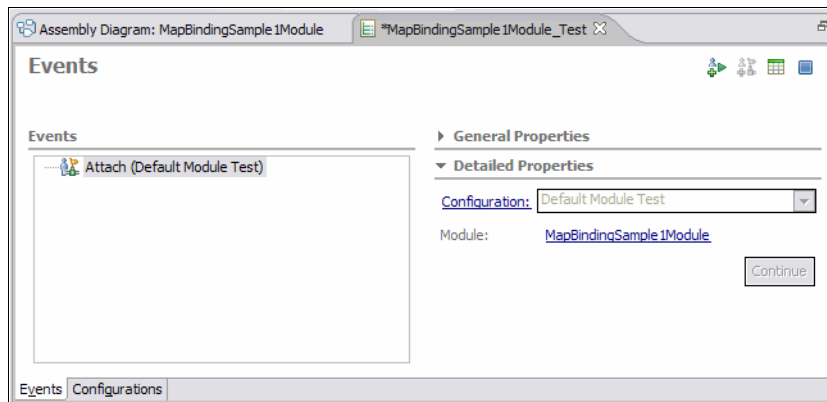 Assembly Diagram: MapBindingSample1Module
*MapBindingSample1Module_Test
Events
Events
Attach (Default Module Test)
General Properties
Detailed Properties
Configuration:
Default Module Test
Module:
MapBindingSample1Module
Continue
Events
Configurations